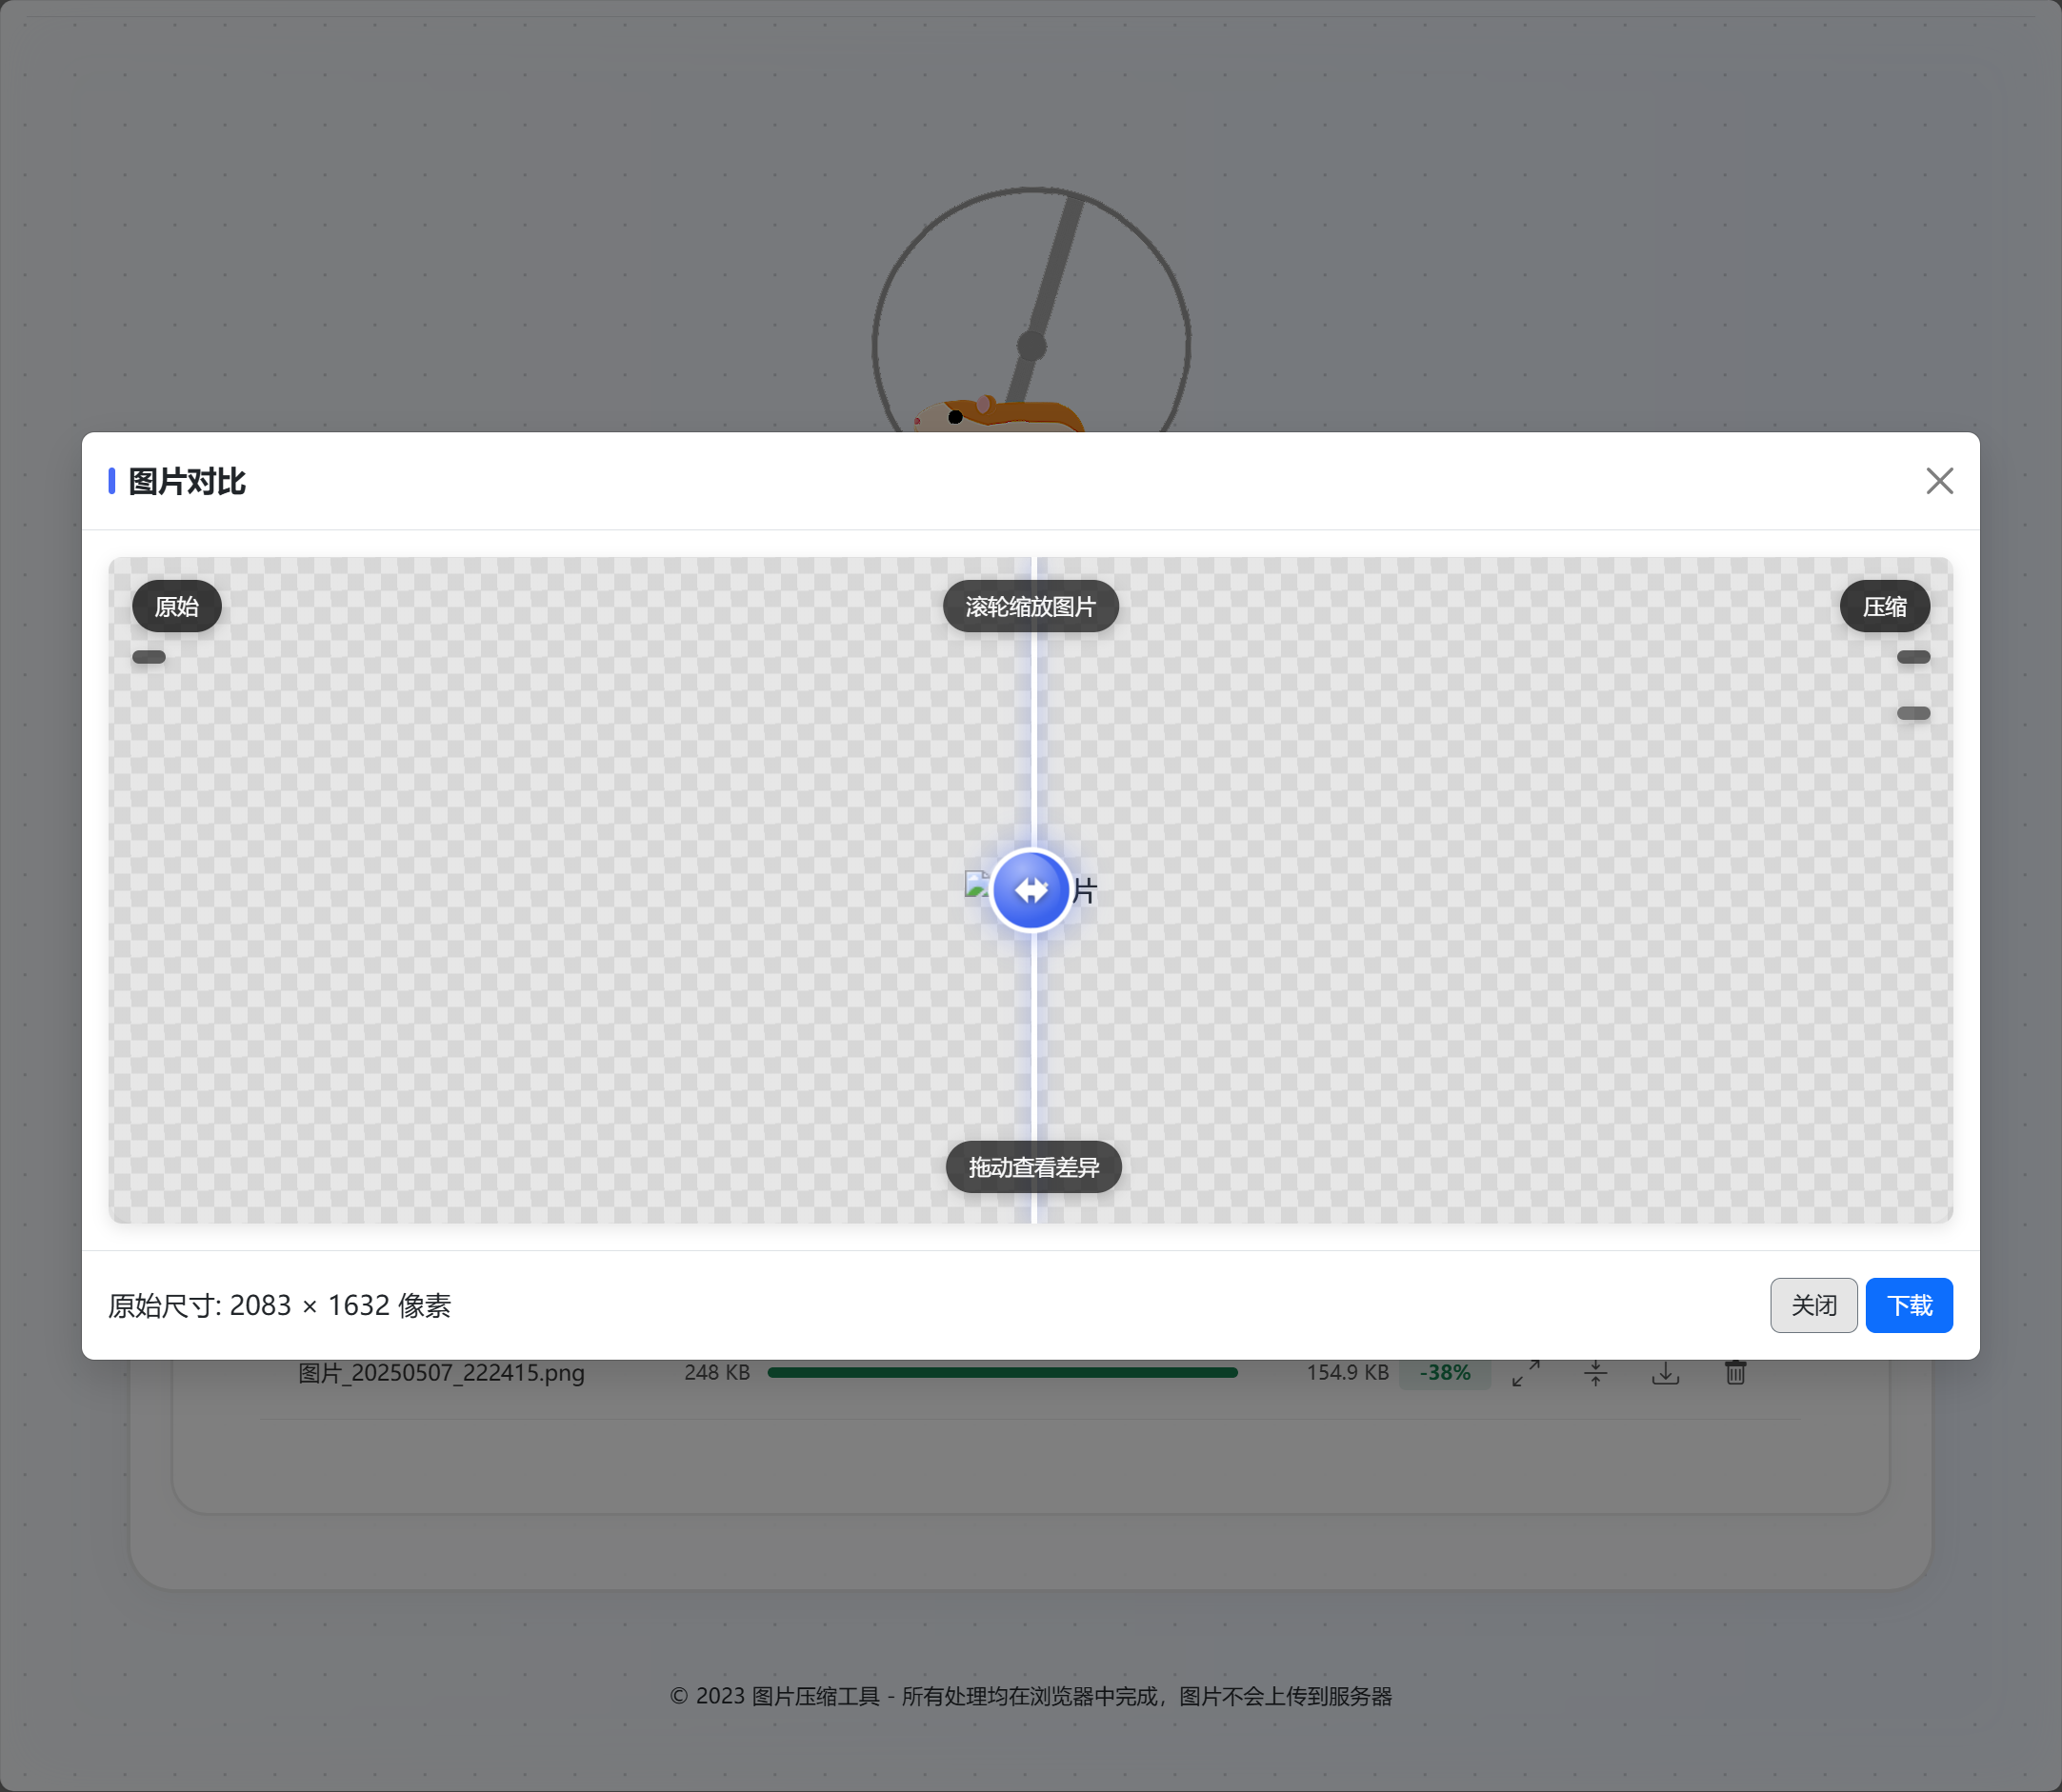 图片对比
原始
滚轮缩放图片
压缩
片
拖动查看差异
原始尺寸: 2083 × 1632 像素
关闭
下载
图片_20250507_222415.png
248 KB
154.9 KB
-38%
© 2023 图片压缩工具 - 所有处理均在浏览器中完成，图片不会上传到服务器